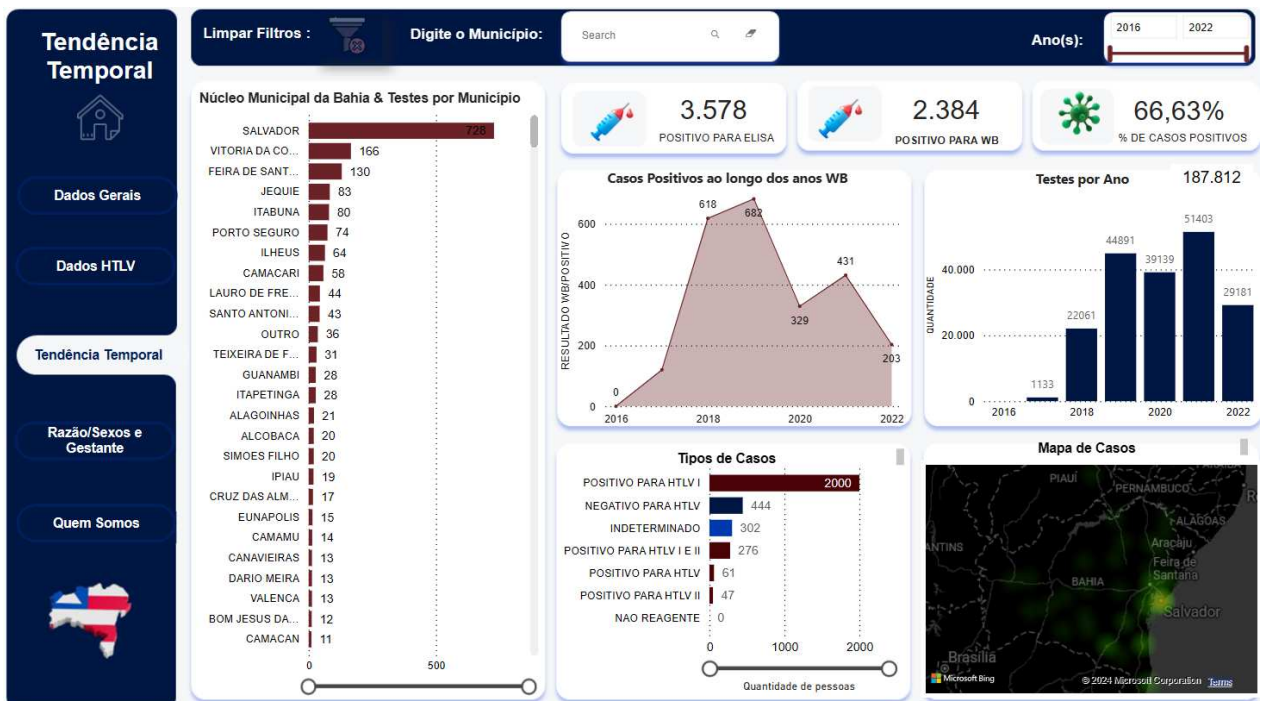 Tendência
Temporal
Dados Gerais
Dados HTLV
Tendência Temporal
Razão/Sexos e
Gestante
Quem Somos
Limpar Filtros :
Digite o Município:
Search
Ano(s):
2016
2022
Núcleo Municipal da Bahia & Testes por Municipio
SALVADOR 728
VITORIA DA CO... 166
FEIRA DE SANT... 130
JEQUIE 83
ITABUNA 80
PORTO SEGURO 74
ILHEUS 64
CAMACARI 58
LAURO DE FRE... 44
SANTO ANTONI... 43
OUTRO 36
TEIXEIRA DE F... 31
GUANAMBI 28
ITAPETINGA 28
ALAGOINHAS 21
ALCOBACA 20
SIMOES FILHO 20
IPIAU 19
CRUZ DAS ALM... 17
EUNAPOLIS 15
CAMAMU 14
CANAVIEIRAS 13
DARIO MEIRA 13
VALENCA 13
BOM JESUS DA... 12
CAMACAN 11
0 500
3.578
POSITIVO PARA ELISA
2.384
POSITIVO PARA WB
66,63%
% DE CASOS POSITIVOS
Casos Positivos ao longo dos anos WB
RESULTADO WB/POSITIVO
600
400
200
0
0
618
682
329
431
203
2016 2018 2020 2022
Testes por Ano
187.812
QUANTIDADE
40.000
20.000
0
1133
22061
44891
39139
51403
29181
2016 2018 2020 2022
Tipos de Casos
POSITIVO PARA HTLV I 2000
NEGATIVO PARA HTLV 444
INDETERMINADO 302
POSITIVO PARA HTLV I E II 276
POSITIVO PARA HTLV 61
POSITIVO PARA HTLV II 47
NAO REAGENTE 0
0 1000 2000
Quantidade de pessoas
Mapa de Casos
PIAUÍ
PERNAMBUCO
ALAGOAS
Aracaju
ANTINS
Feira de
Santana
BAHIA
Salvador
Brasília
Microsoft Bing
© 2024 Microsoft Corporation Terms